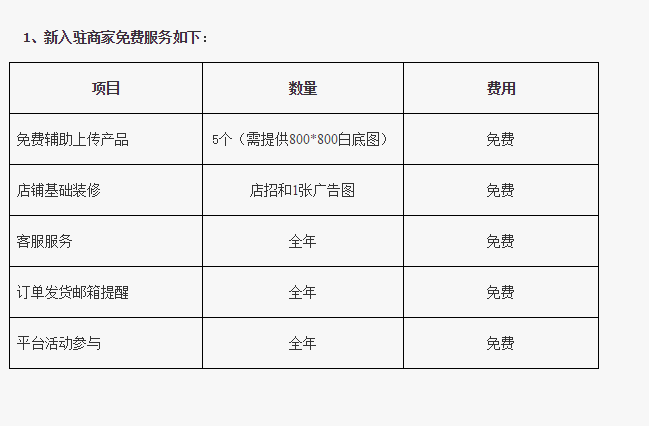 1、新入驻商家免费服务如下：
项目 数量 费用
免费辅助上传产品 5个（需提供800*800白底图） 免费
店铺基础装修 店招和1张广告图 免费
客服服务 全年 免费
订单发货邮箱提醒 全年 免费
平台活动参与 全年 免费